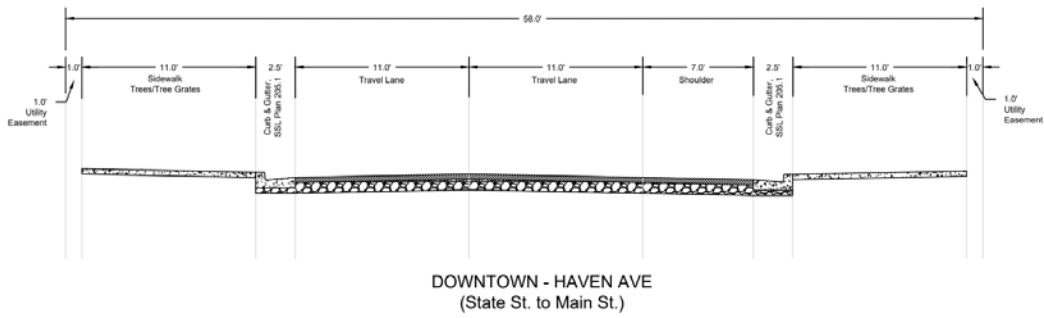 58.0'
1.0'
11.0'
2.5'
11.0'
11.0'
7.0'
2.5'
11.0'
1.0'
Sidewalk
Trees/Tree Grates
Travel Lane
Travel Lane
Shoulder
Sidewalk
Trees/Tree Grates
Curb & Gutter,
SSL Plan 205.1
Curb & Gutter,
SSL Plan 205.1
1.0'
Utility
Easement
1.0'
Utility
Easement
DOWNTOWN - HAVEN AVE
(State St. to Main St.)